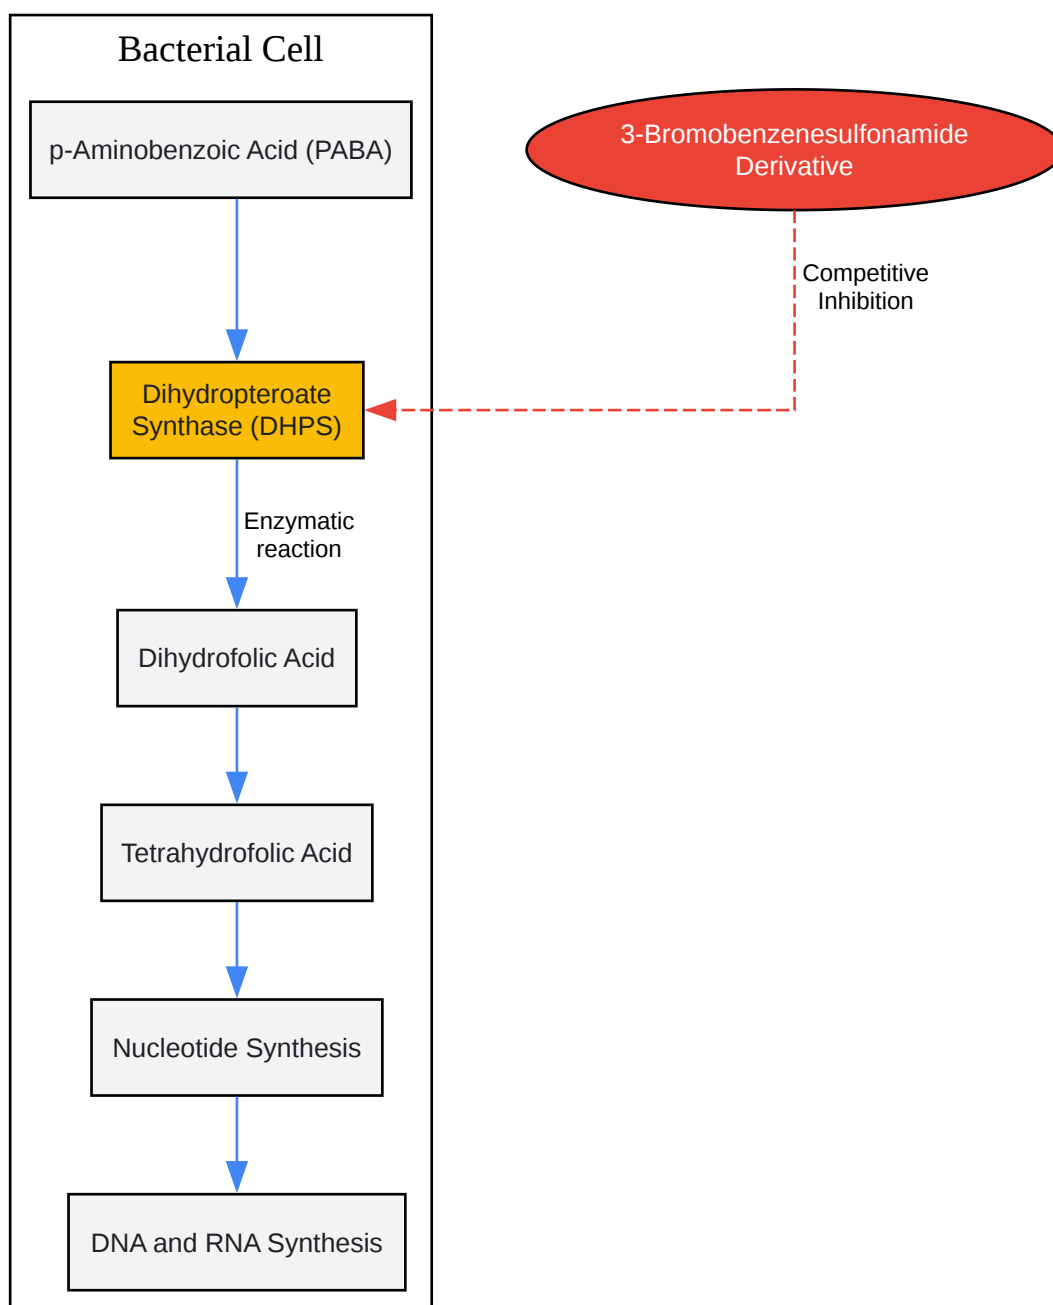 Bacterial Cell
p-Aminobenzoic Acid (PABA)
3-Bromobenzenesulfonamide
Derivative
Competitive
Inhibition
Dihydropteroate
Synthase (DHPS)
Enzymatic
reaction
Dihydrofolic Acid
Tetrahydrofolic Acid
Nucleotide Synthesis
DNA and RNA Synthesis